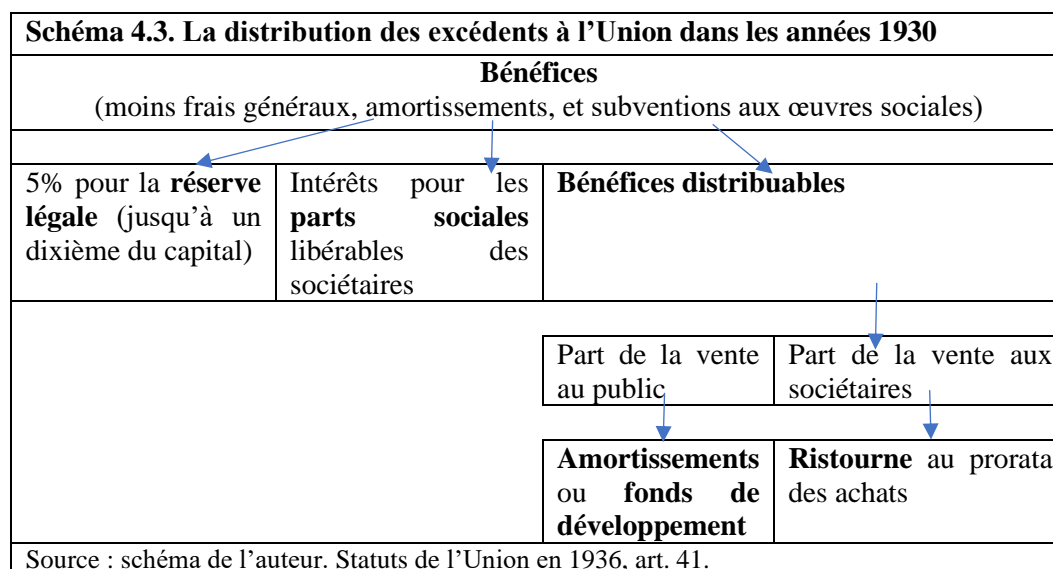 Schéma 4.3. La distribution des excédents à l’Union dans les années 1930
Bénéfices
(moins frais généraux, amortissements, et subventions aux œuvres sociales)
5% pour la réserve
légale (jusqu’à un
dixième du capital)
Intérêts pour les
parts sociales
libérables des
sociétaires
Bénéfices distribuables
Part de la vente
au public
Part de la vente aux
sociétaires
Amortissements
ou fonds de
développement
Ristourne au prorata
des achats
Source : schéma de l’auteur. Statuts de l’Union en 1936, art. 41.